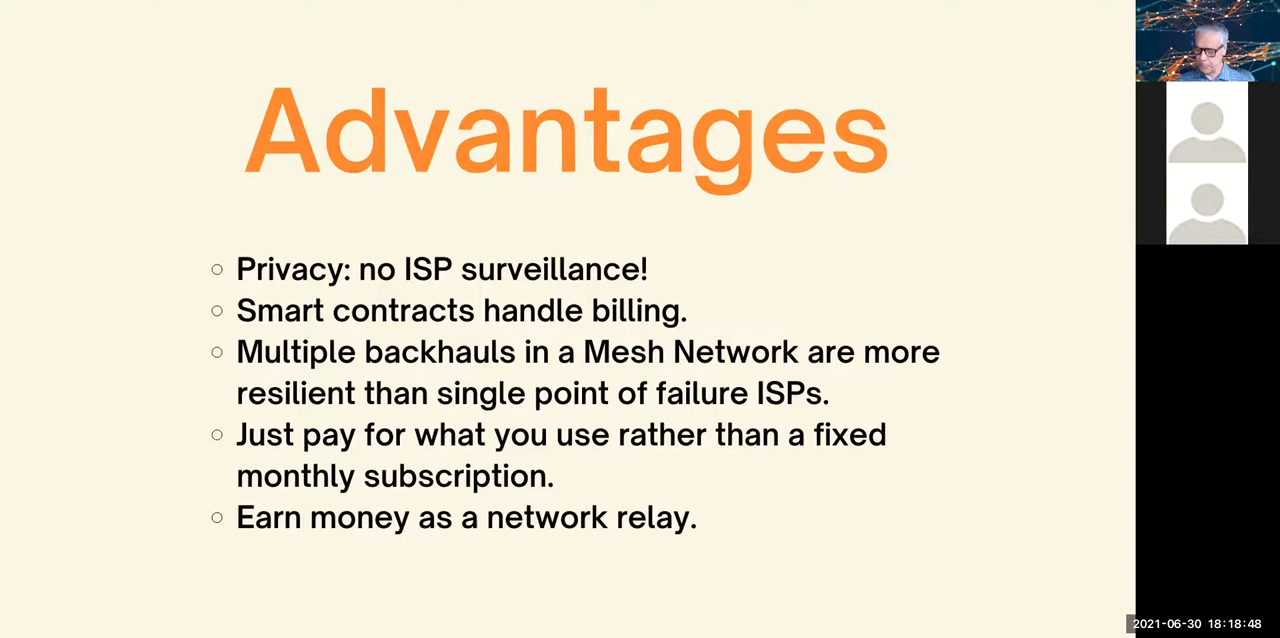 Advantages
Privacy: no ISP surveillance!
Smart contracts handle billing.
Multiple backhauls in a Mesh Network are more
resilient than single point of failure ISPs.
Just pay for what you use rather than a fixed
monthly subscription.
Earn money as a network relay.
2021-06-30 18:18:48